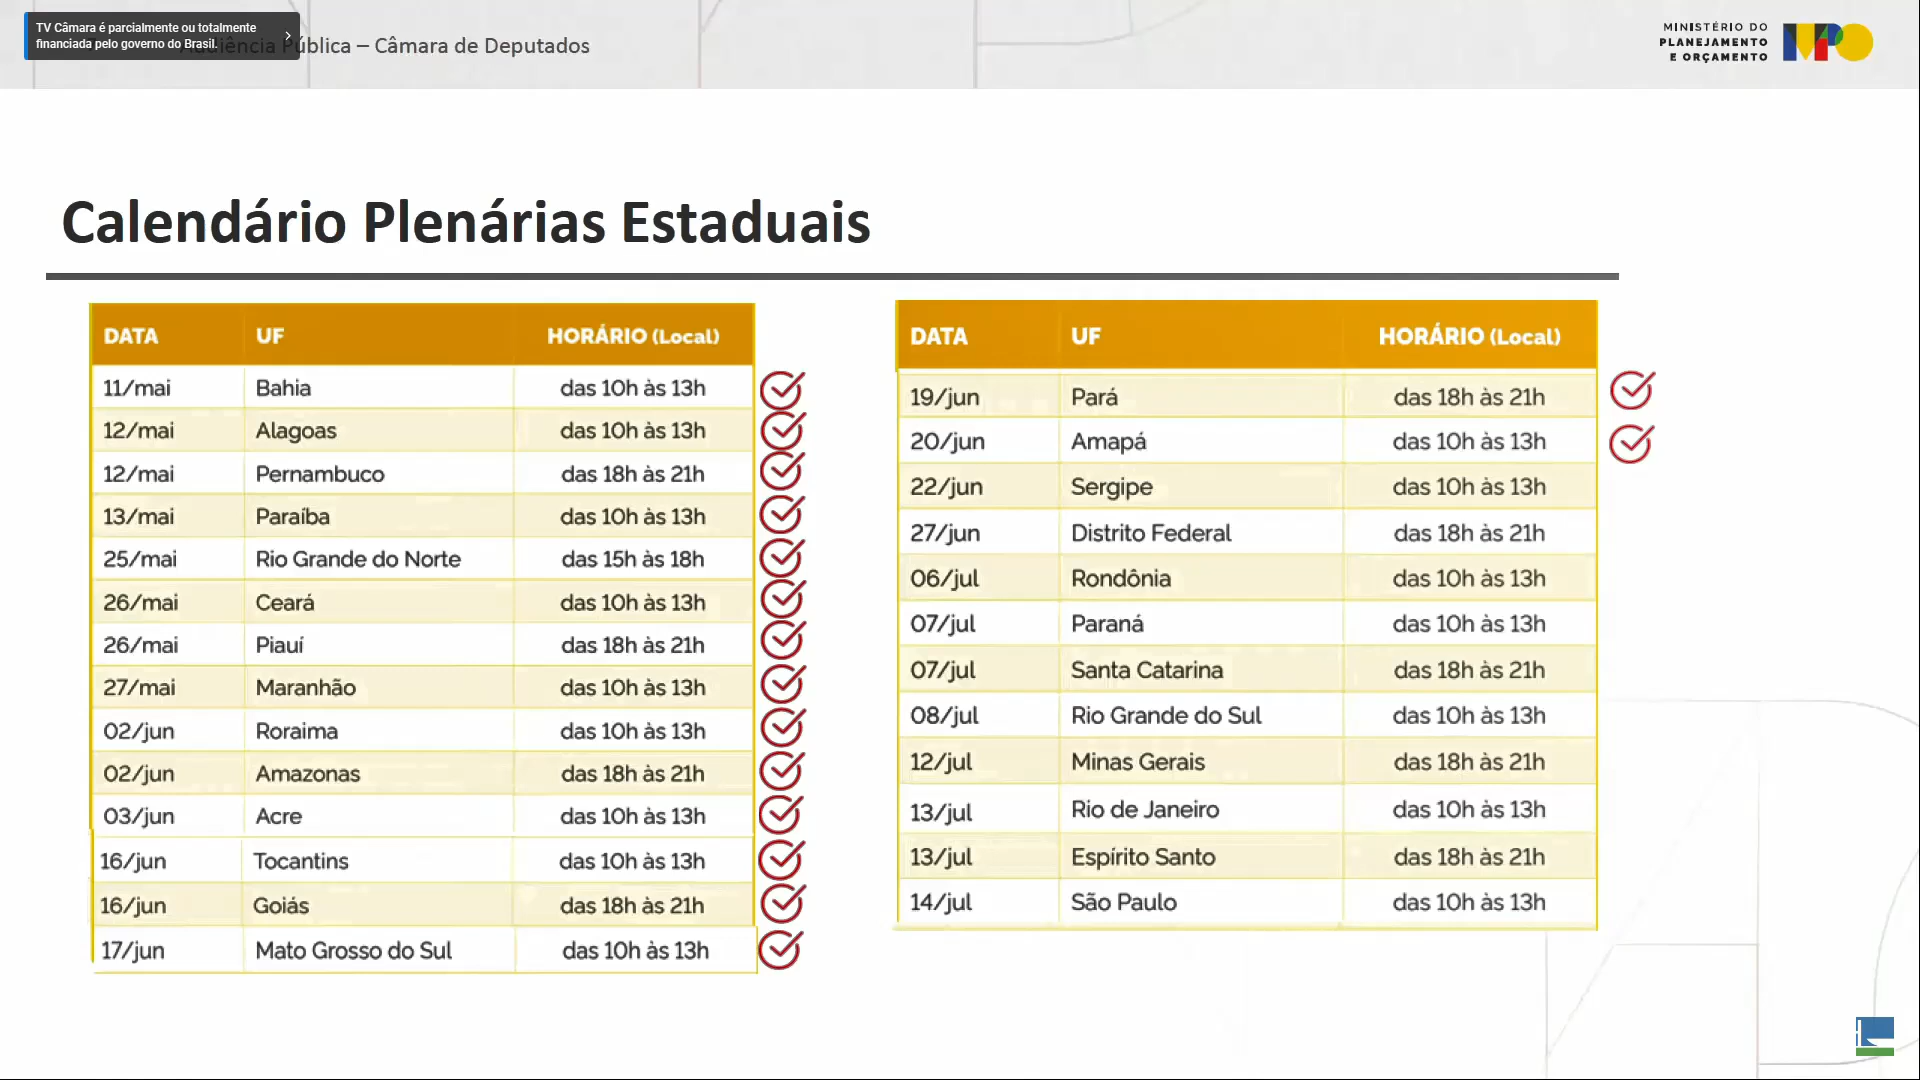 TV Câmara é parcialmente ou totalmente
financiada pelo governo do Brasil.
Pública – Câmara de Deputados
MINISTÉRIO DO
PLANEJAMENTO
E ORÇAMENTO
MPO
Calendário Plenárias Estaduais
DATA UF HORÁRIO (Local)
11/mai Bahia das 10h às 13h
12/mai Alagoas das 10h às 13h
12/mai Pernambuco das 18h às 21h
13/mai Paraíba das 10h às 13h
25/mai Rio Grande do Norte das 15h às 18h
26/mai Ceará das 10h às 13h
26/mai Piauí das 18h às 21h
27/mai Maranhão das 10h às 13h
02/jun Roraima das 10h às 13h
02/jun Amazonas das 18h às 21h
03/jun Acre das 10h às 13h
16/jun Tocantins das 10h às 13h
16/jun Goiás das 18h às 21h
17/jun Mato Grosso do Sul das 10h às 13h
DATA UF HORÁRIO (Local)
19/jun Pará das 18h às 21h
20/jun Amapá das 10h às 13h
22/jun Sergipe das 10h às 13h
27/jun Distrito Federal das 18h às 21h
06/jul Rondônia das 10h às 13h
07/jul Paraná das 10h às 13h
07/jul Santa Catarina das 18h às 21h
08/jul Rio Grande do Sul das 10h às 13h
12/jul Minas Gerais das 18h às 21h
13/jul Rio de Janeiro das 10h às 13h
13/jul Espírito Santo das 18h às 21h
14/jul São Paulo das 10h às 13h